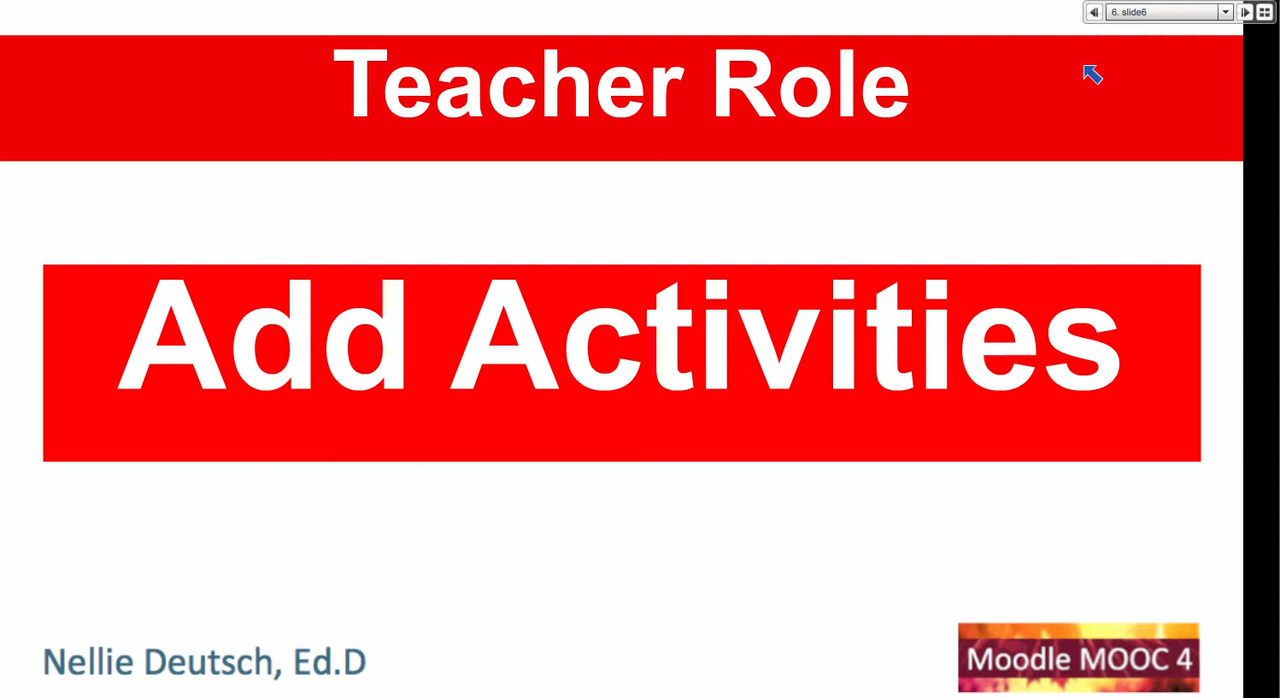 6. slide6
Teacher Role
Add Activities
Nellie Deutsch, Ed.D
Moodle MOOC 4